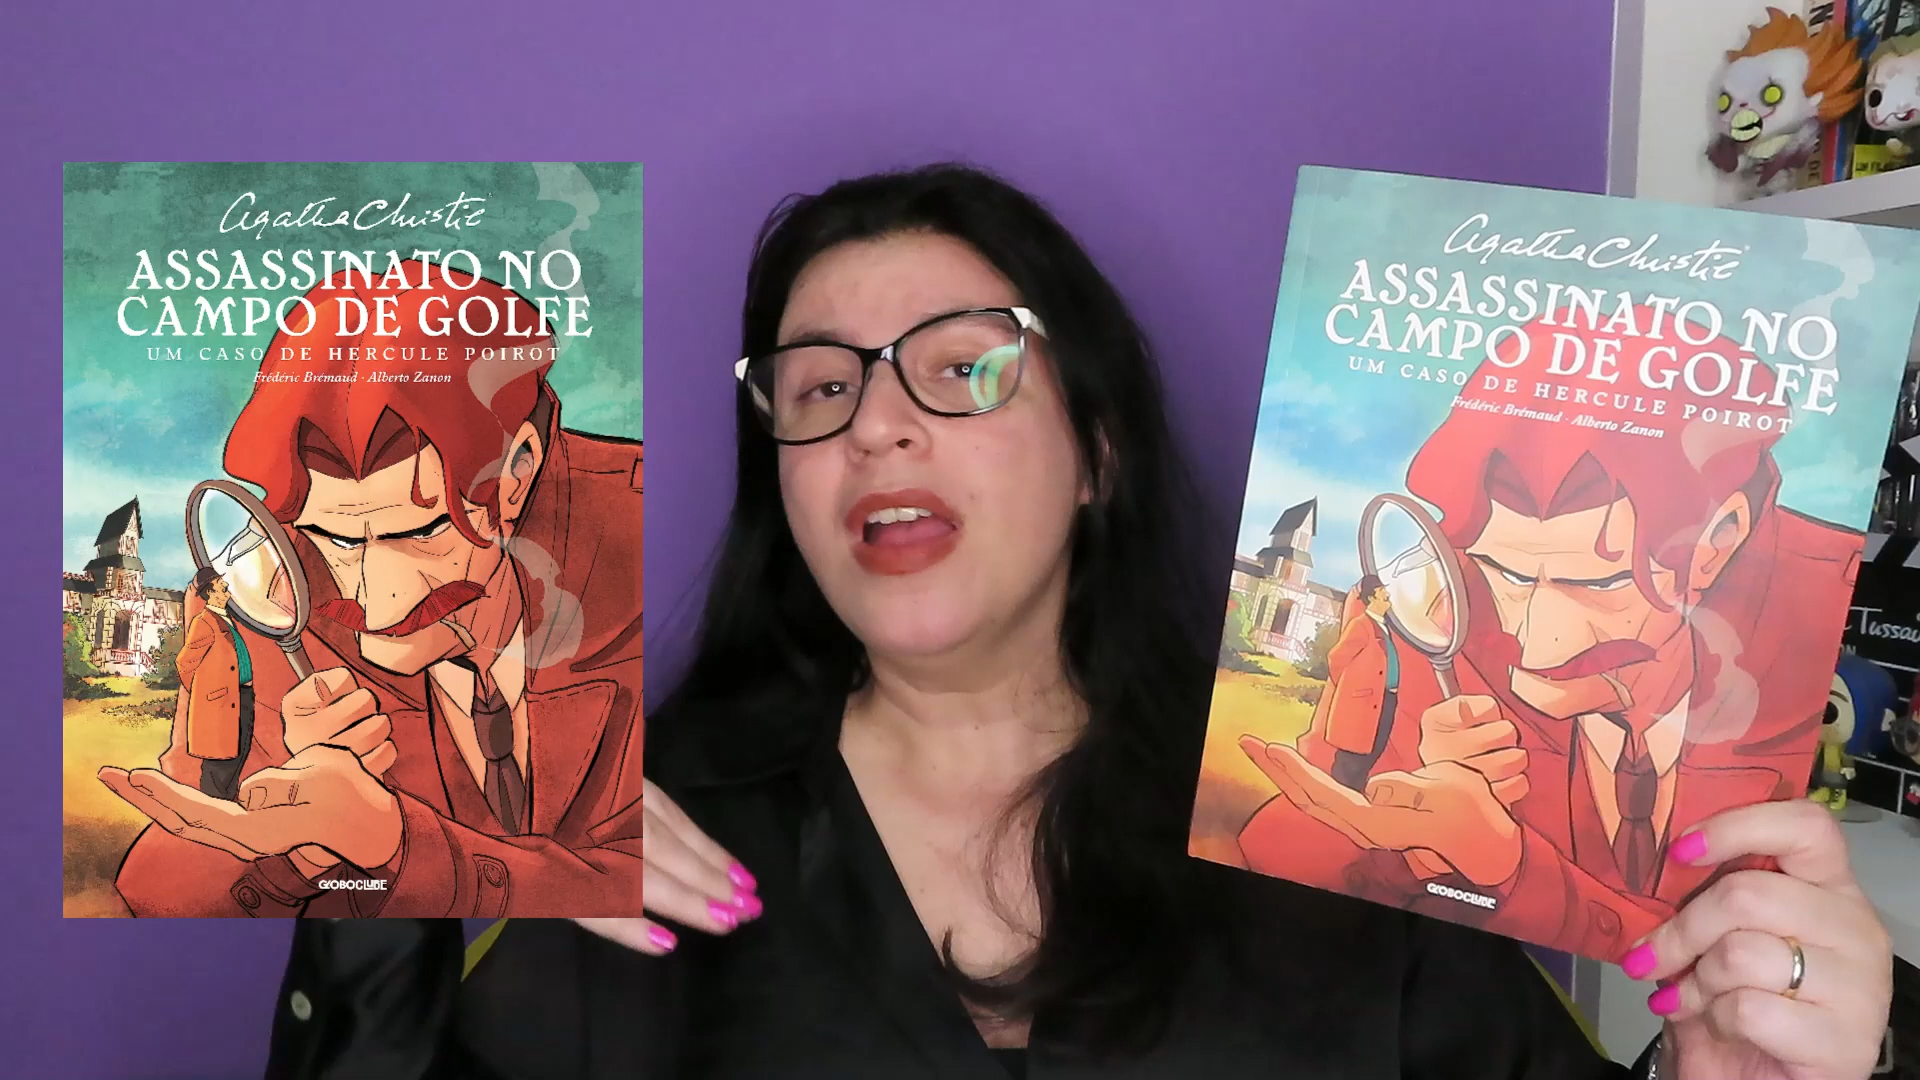 Agatha Christie
ASSASSINATO NO
CAMPO DE GOLFE
UM CASO DE HERCULE POIROT
Frédéric Brémaud · Alberto Zanon
GLOBOCLUBE
Agatha Christie
ASSASSINATO NO
CAMPO DE GOLFE
UM CASO DE HERCULE POIROT
Frédéric Brémaud · Alberto Zanon
GLOBOCLUBE